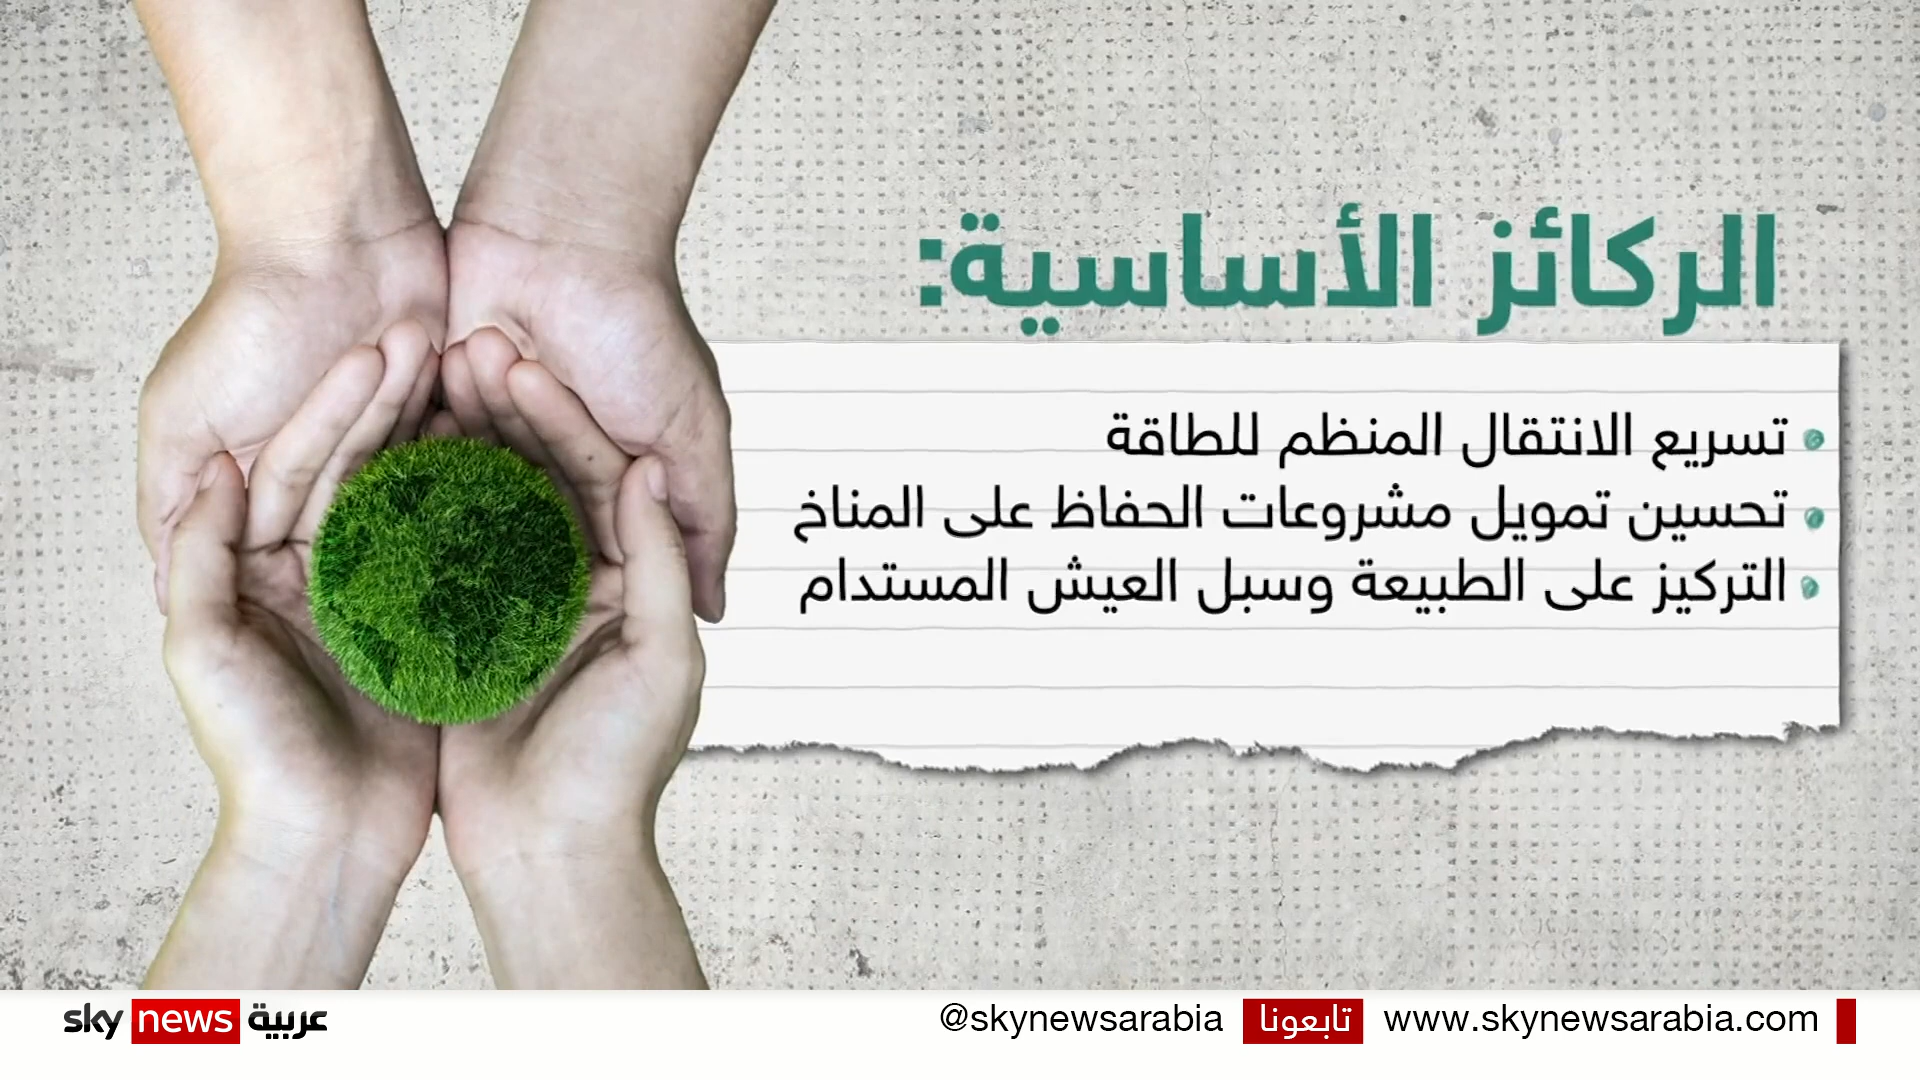 الركائز الأساسية:
• تسريع الانتقال المنظم للطاقة
• تحسين تمويل مشروعات الحفاظ على المناخ
• التركيز على الطبيعة وسبل العيش المستدام
sky news عربية
@skynewsarabia تابعونا www.skynewsarabia.com